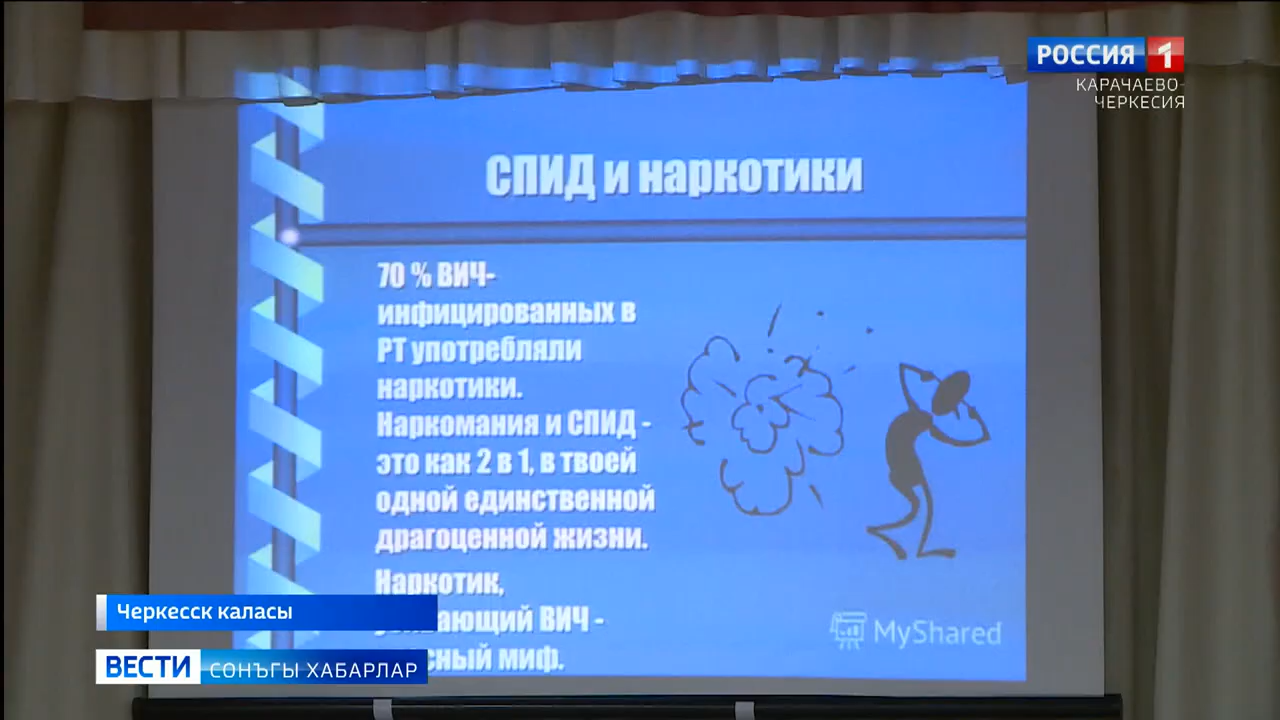 РОССИЯ 1
КАРАЧАЕВО-
ЧЕРКЕСИЯ
СПИД и наркотики
70 % ВИЧ-
инфицированных в
РТ употребляли
наркотики.
Наркомания и СПИД -
это как 2 в 1, в твоей
одной единственной
драгоценной жизни.
Наркотик,
ВИЧ -
миф.
MyShared
Черкесск каласы
ВЕСТИ СОНЪГЫ ХАБАРЛАР